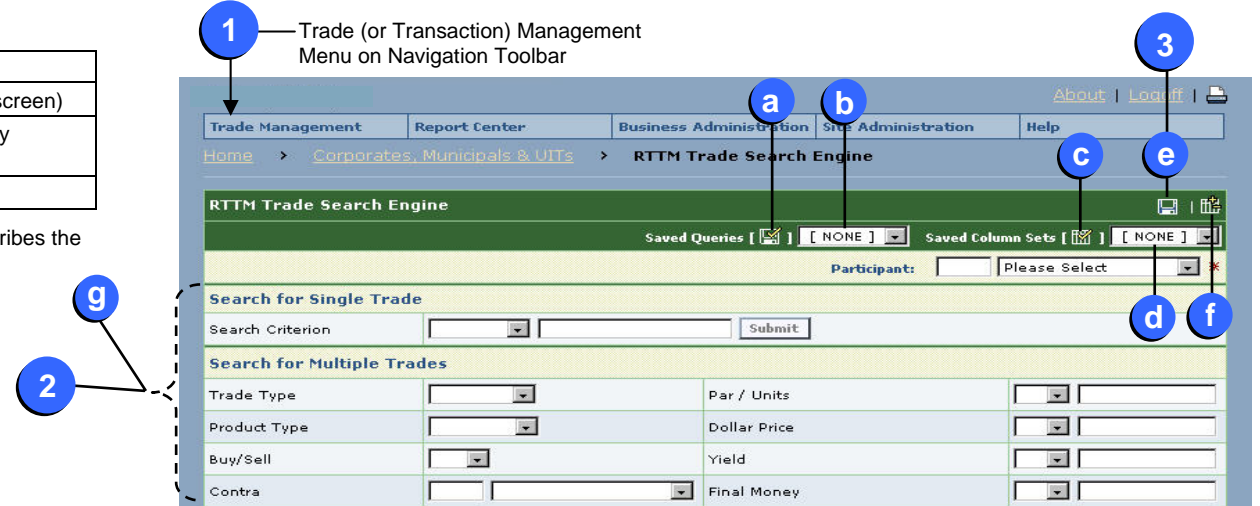 1
Trade (or Transaction) Management
Menu on Navigation Toolbar
3
screen)
y
ribes the
About | Logoff |
a
b
Trade Management Report Center Business Administration Site Administration Help
Home > Corporates, Municipals & UITs > RTTM Trade Search Engine
c
e
RTTM Trade Search Engine
|
Saved Queries [ ] [ NONE ] Saved Column Sets [ ] [ NONE ]
Participant: Please Select *
g
Search for Single Trade
d
f
Search Criterion Submit
2
Search for Multiple Trades
Trade Type Par / Units
Product Type Dollar Price
Buy/Sell Yield
Contra Final Money